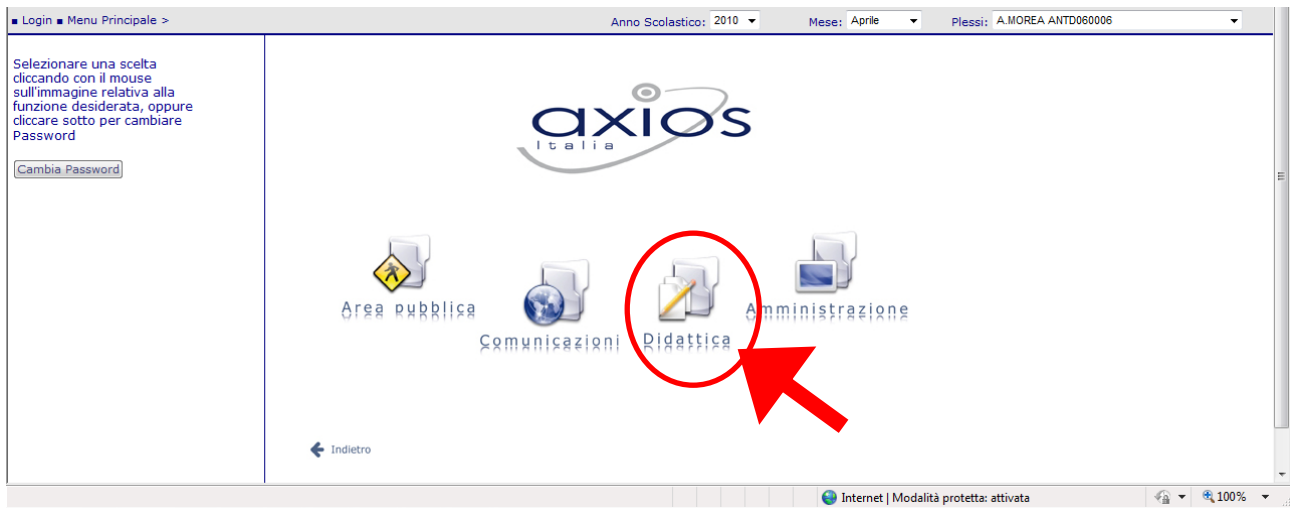 Login Menu Principale >
Anno Scolastico: 2010 Mese: Aprile Plessi: A.MOREA ANTD060006
Selezionare una scelta
cliccando con il mouse
sull'immagine relativa alla
funzione desiderata, oppure
cliccare sotto per cambiare
Password
Cambia Password
axios
Italia
Area pubblica
Comunicazioni
Didattica
Amministrazione
Indietro
Internet | Modalità protetta: attivata
100%